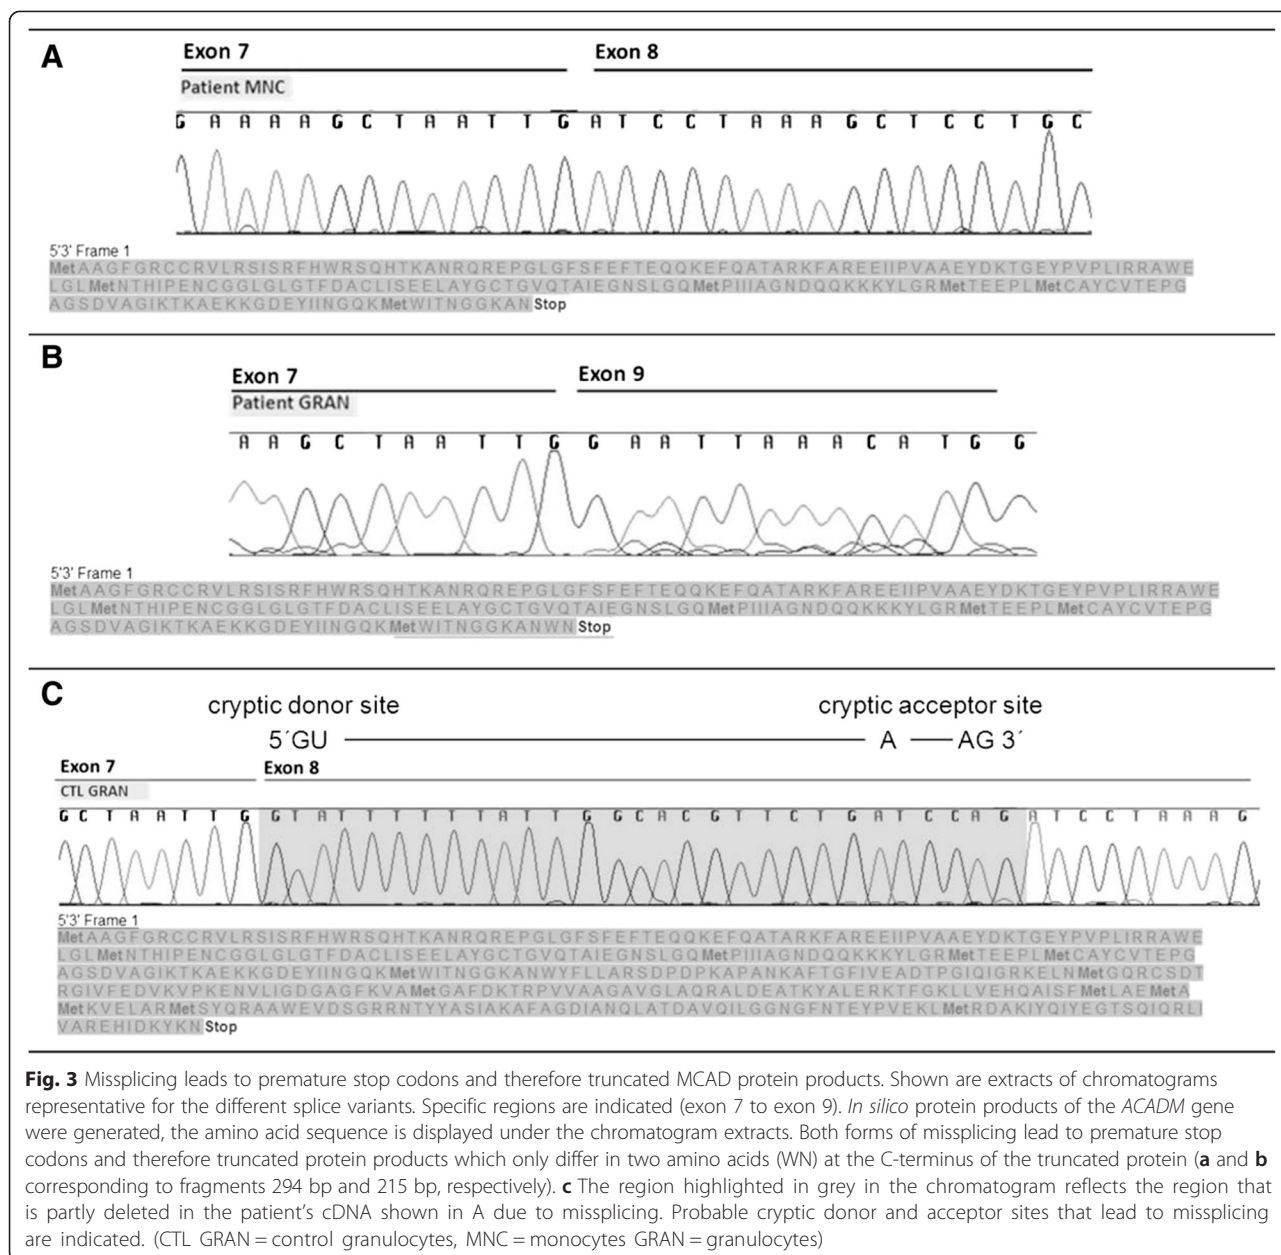 A
Exon 7 Exon 8
Patient MNC
G A A A A G C T A A T T G A T C C T A A A G C T C C T G C
5'3' Frame 1
Met A A G F G R C C R V L R S I S R F H W R S Q H T K A N R Q R E P G L G F S F E F T E Q Q K E F Q A T A R K F A R E E I I P V A A E Y D K T G E Y P V P L I R R A W E
L G L Met N T H I P E N C G G L G L G T F D A C L I S E E L A Y G C T G V Q T A I E G N S L G Q Met P I I I A G N D Q Q K K K Y L G R Met T E E P L Met C A Y C V T E P G
A G S D V A G I K T K A E K K G D E Y I I N G Q K Met W I T N G G K A N Stop
B
Exon 7 Exon 9
Patient GRAN
A A G C T A A T T G G A A T T A A A C A T G G
5'3' Frame 1
Met A A G F G R C C R V L R S I S R F H W R S Q H T K A N R Q R E P G L G F S F E F T E Q Q K E F Q A T A R K F A R E E I I P V A A E Y D K T G E Y P V P L I R R A W E
L G L Met N T H I P E N C G G L G L G T F D A C L I S E E L A Y G C T G V Q T A I E G N S L G Q Met P I I I A G N D Q Q K K K Y L G R Met T E E P L Met C A Y C V T E P G
A G S D V A G I K T K A E K K G D E Y I I N G Q K Met W I T N G G K A N W N Stop
C
cryptic donor site cryptic acceptor site
5´GU A AG 3´
Exon 7 Exon 8
CTL GRAN
G C T A A T T G G T A T T T T T T A T T G G C A C G T T C T G A T C C A G A T C C T A A A G
5'3' Frame 1
Met A A G F G R C C R V L R S I S R F H W R S Q H T K A N R Q R E P G L G F S F E F T E Q Q K E F Q A T A R K F A R E E I I P V A A E Y D K T G E Y P V P L I R R A W E
L G L Met N T H I P E N C G G L G L G T F D A C L I S E E L A Y G C T G V Q T A I E G N S L G Q Met P I I I A G N D Q Q K K K Y L G R Met T E E P L Met C A Y C V T E P G
A G S D V A G I K T K A E K K G D E Y I I N G Q K Met W I T N G G K A N W Y F L L A R S D P D P K A P A N K A F T G F I V E A D T P G I Q I G R K E L N Met G Q R C S D T
R G I V F E D V K V P K E N V L I G D G A G F K V A Met G A F D K T R P V V A A G A V G L A Q R A L D E A T K Y A L E R K T F G K L L V E H Q A I S F Met L A E Met A
Met K V E L A R Met S Y Q R A A W E V D S G R R N T Y Y A S I A K A F A G D I A N Q L A T D A V Q I L G G N G F N T E Y P V E K L Met R D A K I Y Q I Y E G T S Q I Q R L I
V A R E H I D K Y K N Stop
Fig. 3 Missplicing leads to premature stop codons and therefore truncated MCAD protein products. Shown are extracts of chromatograms
representative for the different splice variants. Specific regions are indicated (exon 7 to exon 9). In silico protein products of the ACADM gene
were generated, the amino acid sequence is displayed under the chromatogram extracts. Both forms of missplicing lead to premature stop
codons and therefore truncated protein products which only differ in two amino acids (WN) at the C-terminus of the truncated protein (a and b
corresponding to fragments 294 bp and 215 bp, respectively). c The region highlighted in grey in the chromatogram reflects the region that
is partly deleted in the patient's cDNA shown in A due to missplicing. Probable cryptic donor and acceptor sites that lead to missplicing
are indicated. (CTL GRAN = control granulocytes, MNC = monocytes GRAN = granulocytes)